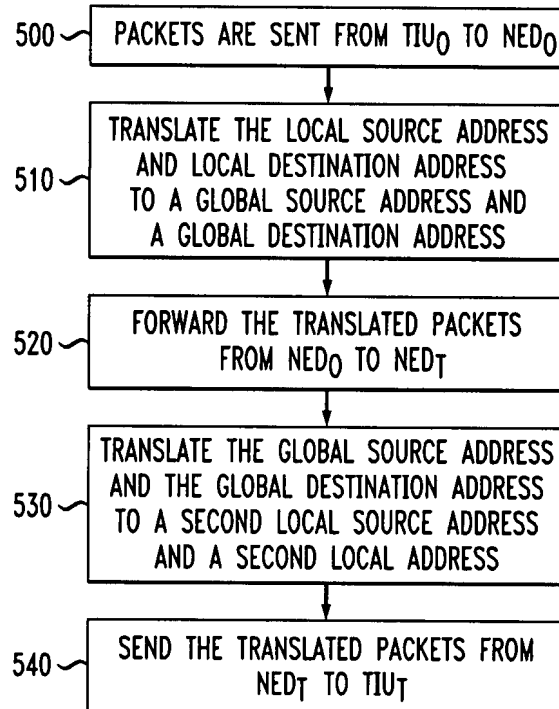 500 PACKETS ARE SENT FROM TIU₀ TO NED₀
TRANSLATE THE LOCAL SOURCE ADDRESS
AND LOCAL DESTINATION ADDRESS
510 TO A GLOBAL SOURCE ADDRESS AND
A GLOBAL DESTINATION ADDRESS
FORWARD THE TRANSLATED PACKETS
520 FROM NED₀ TO NEDT
TRANSLATE THE GLOBAL SOURCE ADDRESS
AND THE GLOBAL DESTINATION ADDRESS
530 TO A SECOND LOCAL SOURCE ADDRESS
AND A SECOND LOCAL ADDRESS
540 SEND THE TRANSLATED PACKETS FROM
NEDT TO TIUT